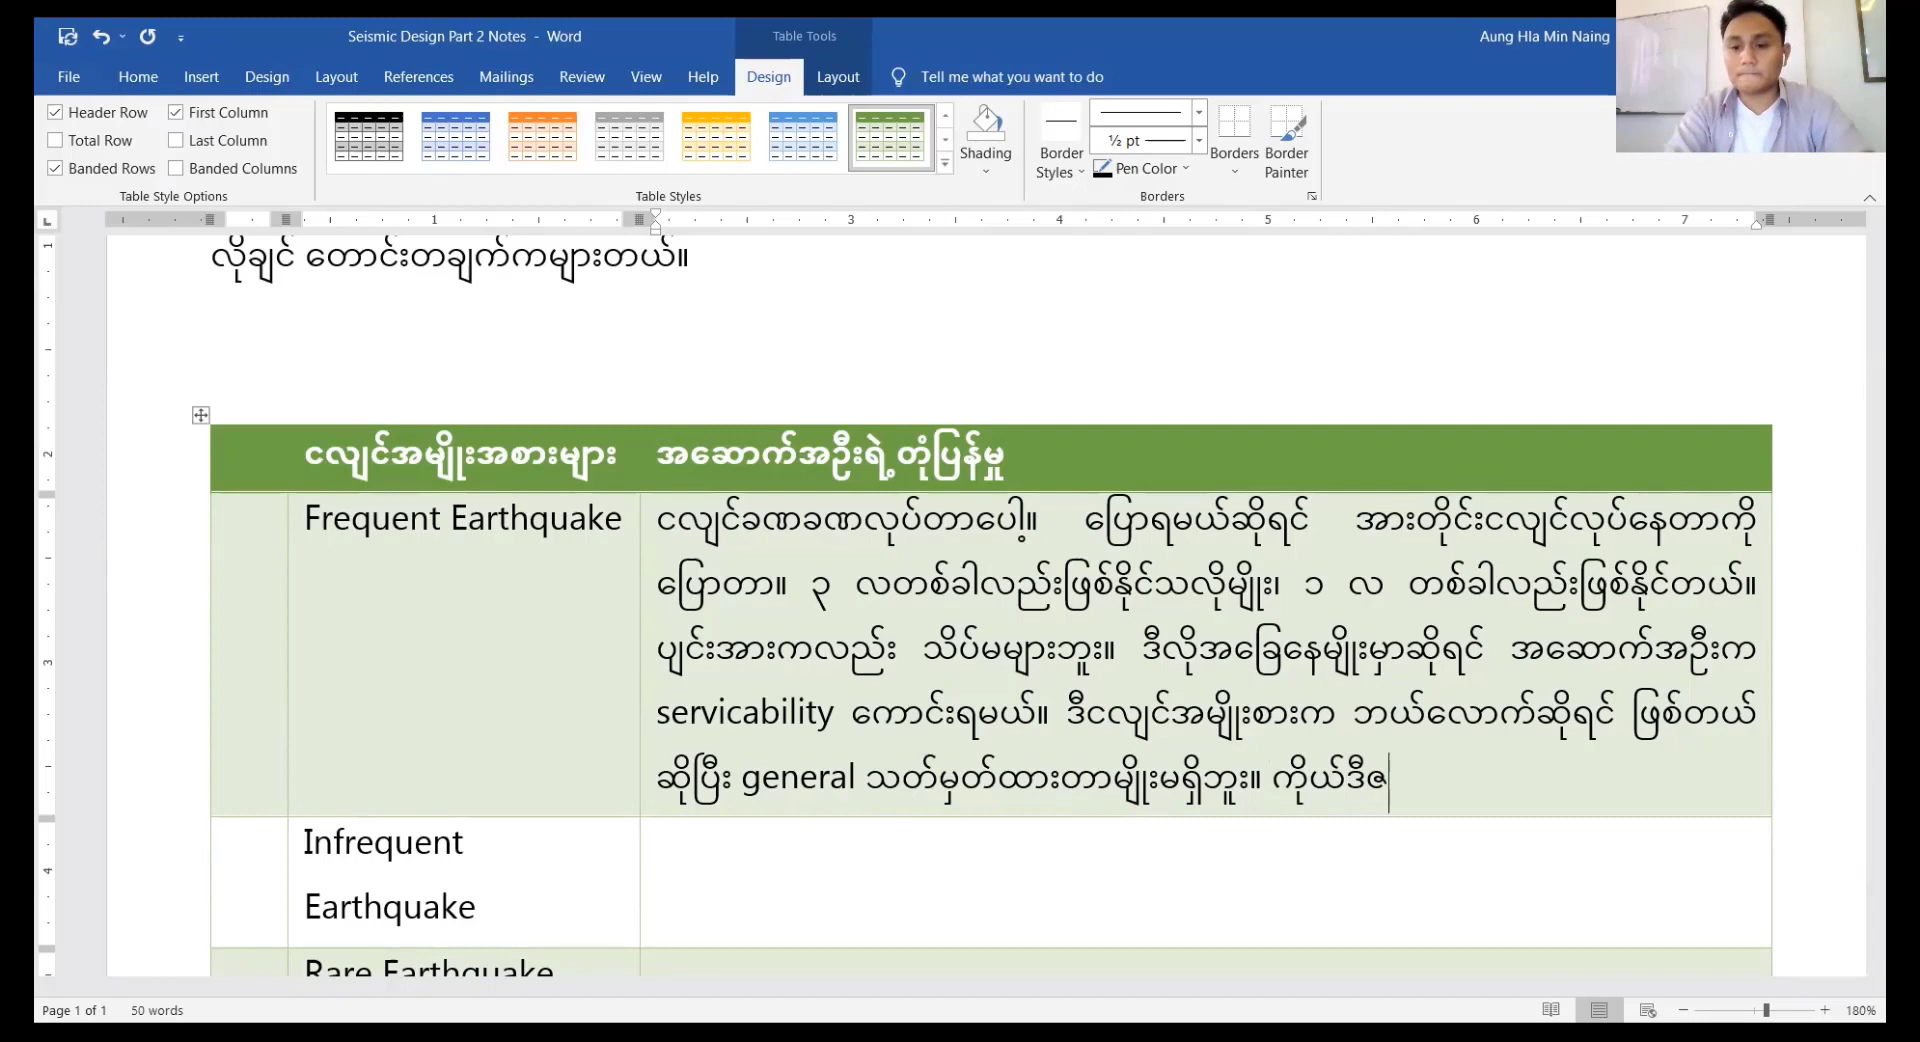 Seismic Design Part 2 Notes - Word
Table Tools
Aung Hla Min Naing
File Home Insert Design Layout References Mailings Review View Help Design Layout Tell me what you want to do
Header Row First Column
Total Row Last Column
Banded Rows Banded Columns
Table Style Options
Table Styles
Shading
Border Styles
½ pt
Pen Color
Borders
Border Painter
Borders
1 3 4 5 6 7
1
2
3
4
လိုချင် တောင်းတချက်ကများတယ်။
ငလျင်အမျိုးအစားများ အဆောက်အဦးရဲ့တုံ့ပြန်မှု
Frequent Earthquake
ငလျင်ခဏခဏလုပ်တာပေါ့။ ပြောရမယ်ဆိုရင် အားတိုင်းငလျင်လုပ်နေတာကို
ပြောတာ။ ၃ လတစ်ခါလည်းဖြစ်နိုင်သလိုမျိုး၊ ၁ လ တစ်ခါလည်းဖြစ်နိုင်တယ်။
ပျင်းအားကလည်း သိပ်မများဘူး။ ဒီလိုအခြေနေမျိုးမှာဆိုရင် အဆောက်အဦးက
servicability ကောင်းရမယ်။ ဒီငလျင်အမျိုးစားက ဘယ်လောက်ဆိုရင် ဖြစ်တယ်
ဆိုပြီး general သတ်မှတ်ထားတာမျိုးမရှိဘူး။ ကိုယ်ဒီဇ
Infrequent
Earthquake
Rare Earthquake
Page 1 of 1 50 words
180%